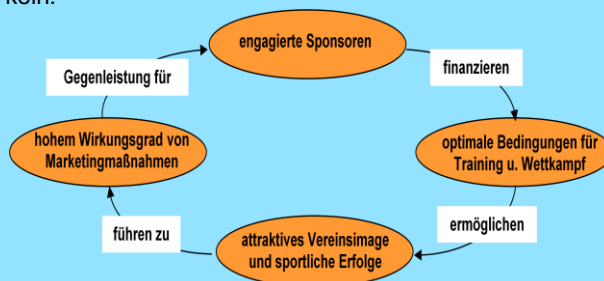 kein.
engagierte Sponsoren
finanzieren
optimale Bedingungen für
Training u. Wettkampf
ermöglichen
attraktives Vereinsimage
und sportliche Erfolge
führen zu
hohem Wirkungsgrad von
Marketingmaßnahmen
Gegenleistung für